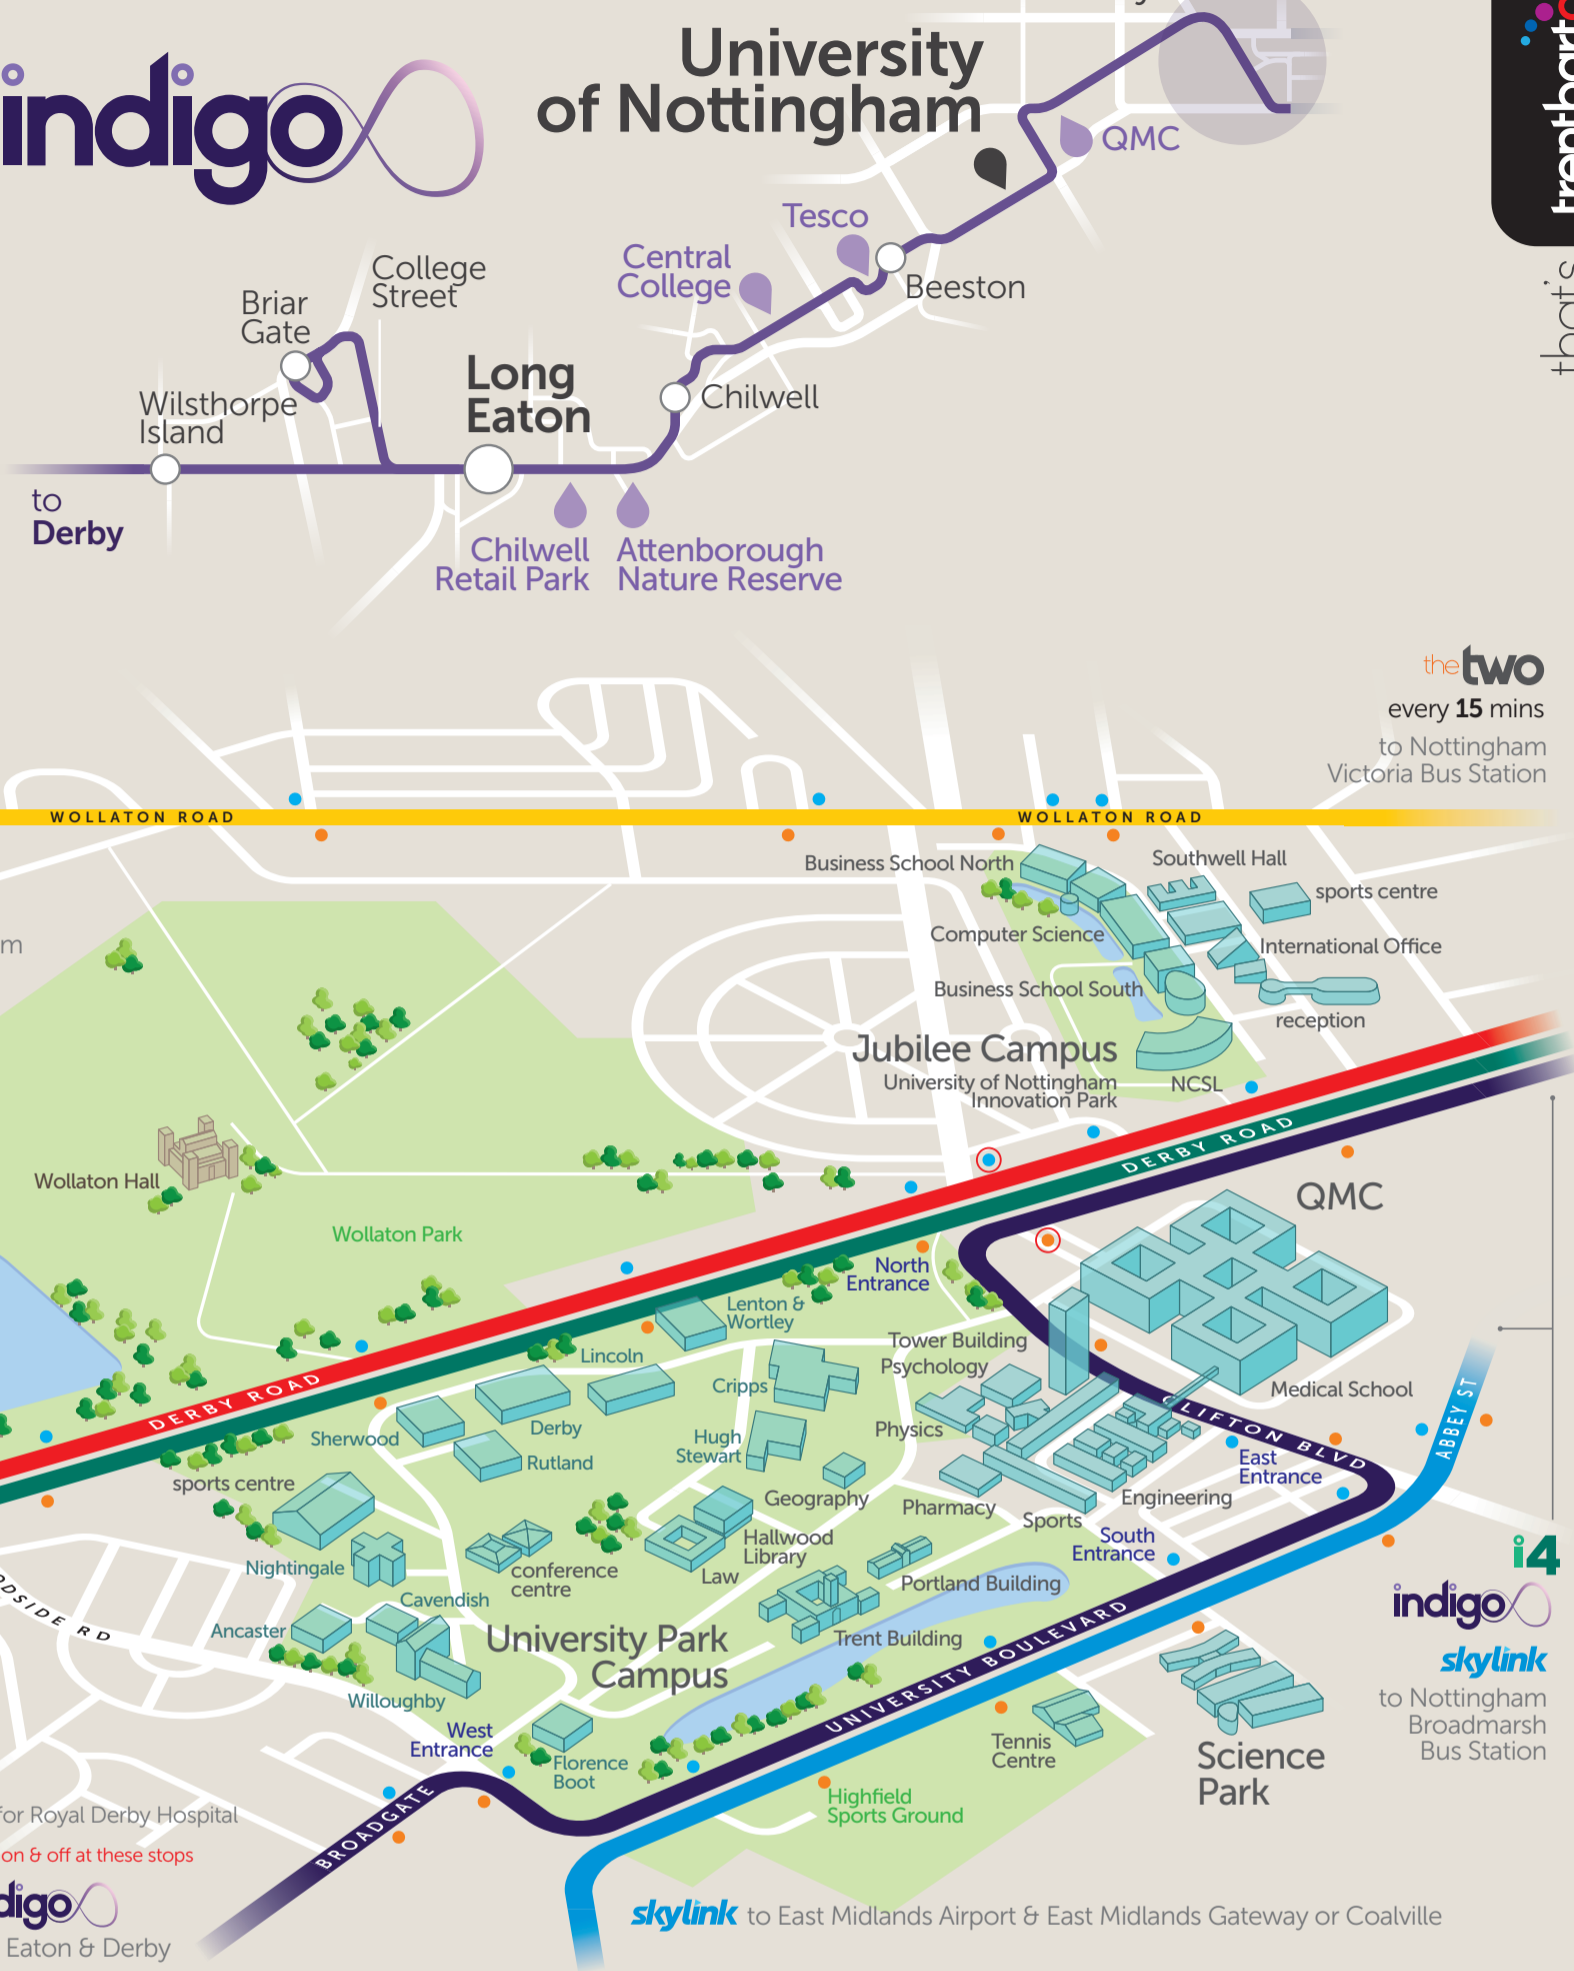 indigo
University
of Nottingham
QMC
Tesco
Central
College
Beeston
College
Street
Briar
Gate
Long
Eaton
Chilwell
Wilsthorpe
Island
to
Derby
Chilwell
Retail Park
Attenborough
Nature Reserve
that's
the two
every 15 mins
to Nottingham
Victoria Bus Station
WOLLATON ROAD
WOLLATON ROAD
Business School North
Southwell Hall
sports centre
Computer Science
International Office
m
Business School South
reception
Jubilee Campus
University of Nottingham
Innovation Park
NCSL
DERBY ROAD
Wollaton Hall
QMC
Wollaton Park
North
Entrance
Lenton &
Wortley
Tower Building
Lincoln
Psychology
Cripps
Medical School
DERBY ROAD
CLIFTON BLVD
ABBEY ST
Sherwood
Derby
Hugh
Stewart
Physics
Rutland
East
Entrance
sports centre
Geography
Pharmacy
Engineering
Sports
South
Entrance
Hallwood
Library
Law
Nightingale
conference
centre
Portland Building
i4
indigo
skylink
to Nottingham
Broadmarsh
Bus Station
Cavendish
DSIDE RD
Ancaster
University Park
Campus
Trent Building
UNIVERSITY BOULEVARD
Willoughby
West
Entrance
Florence
Boot
Tennis
Centre
Science
Park
Highfield
Sports Ground
BROADGATE
for Royal Derby Hospital
on & off at these stops
digo
Eaton & Derby
skylink to East Midlands Airport & East Midlands Gateway or Coalville